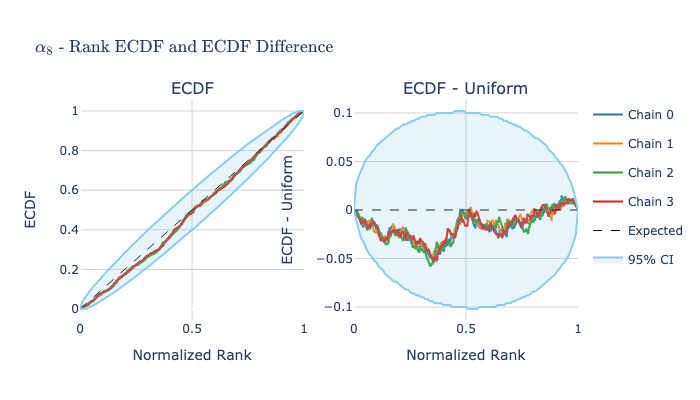 α₈ - Rank ECDF and ECDF Difference
ECDF
ECDF - Uniform
1
0.8
0.6
0.4
0.2
0
0
0.5
1
ECDF
Normalized Rank
0.1
0.05
0
−0.05
−0.1
0
0.5
1
ECDF - Uniform
Normalized Rank
Chain 0
Chain 1
Chain 2
Chain 3
Expected
95% CI